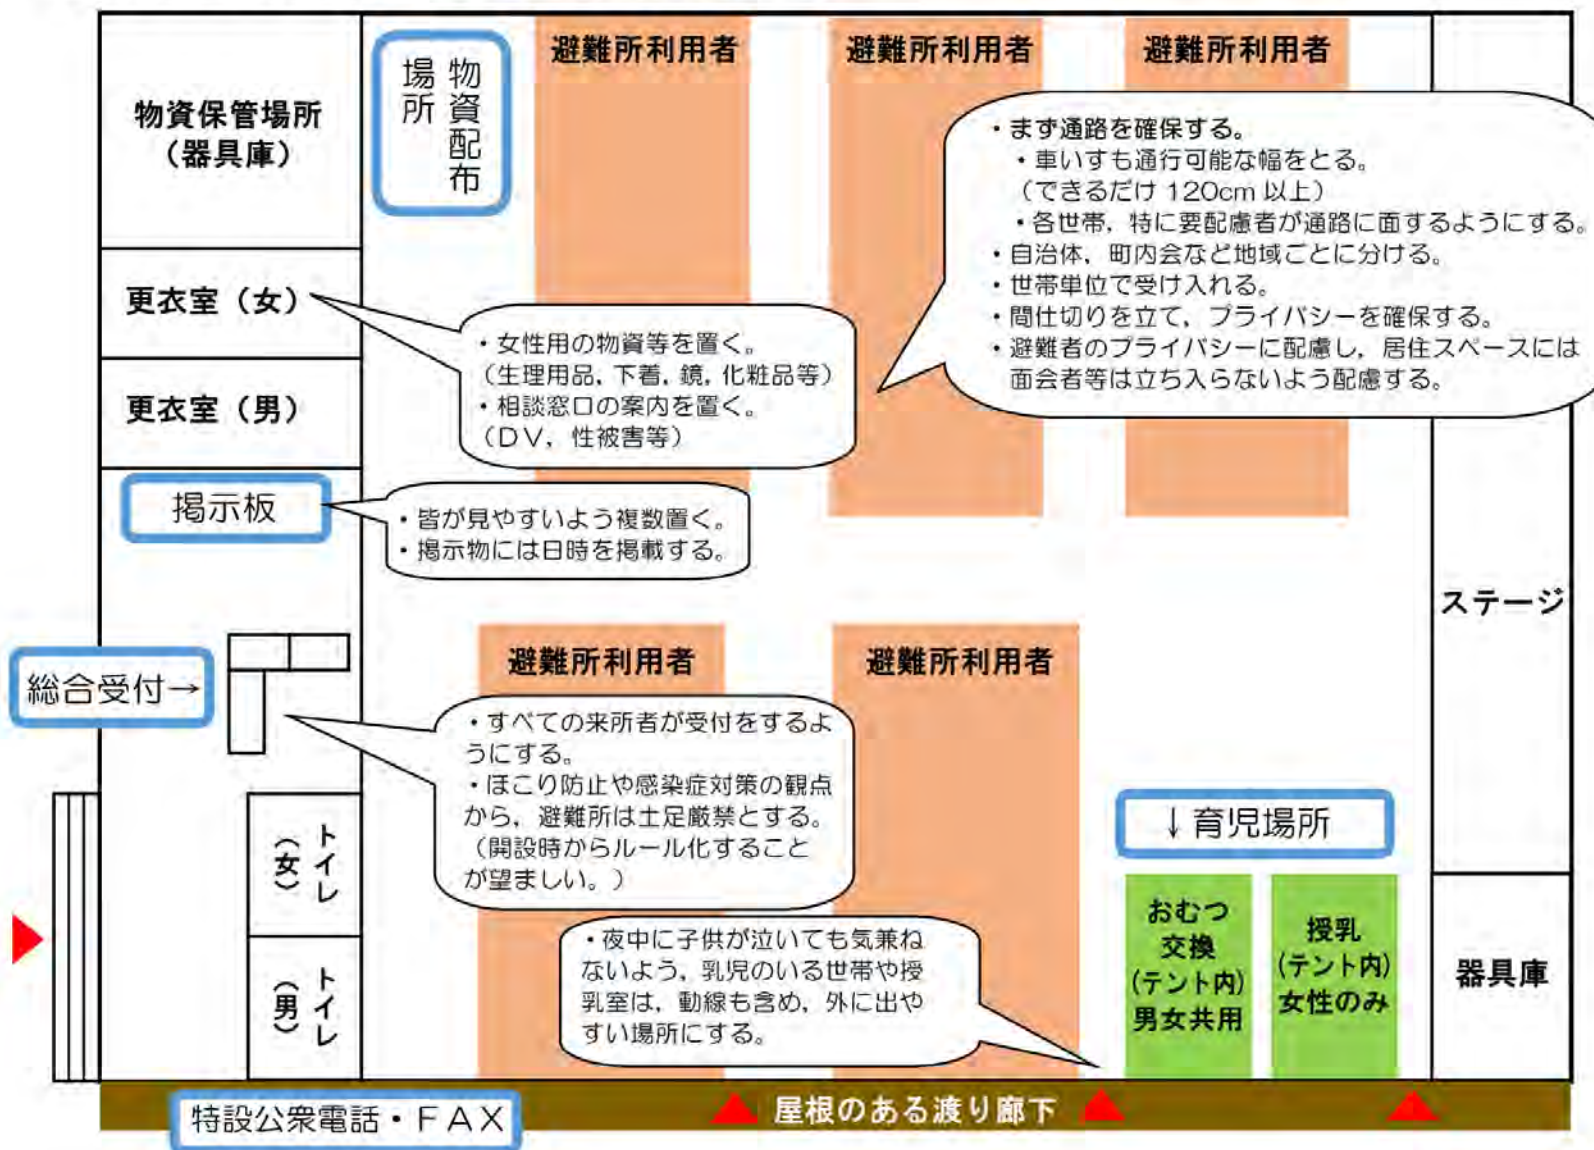 避難所利用者
避難所利用者
避難所利用者
物資配布
場所
物資保管場所
（器具庫）
・まず通路を確保する。
・車いすも通行可能な幅をとる。
（できるだけ 120cm 以上）
・各世帯，特に要配慮者が通路に面するようにする。
・自治体，町内会など地域ごとに分ける。
・世帯単位で受け入れる。
・間仕切りを立て，プライバシーを確保する。
・避難者のプライバシーに配慮し，居住スペースには
面会者等は立ち入らないよう配慮する。
更衣室（女）
・女性用の物資等を置く。
（生理用品，下着，鏡，化粧品等）
・相談窓口の案内を置く。
（ＤＶ，性被害等）
更衣室（男）
掲示板
・皆が見やすいよう複数置く。
・掲示物には日時を掲載する。
ステージ
総合受付→
避難所利用者
避難所利用者
・すべての来所者が受付をするよ
うにする。
・ほこり防止や感染症対策の観点
から，避難所は土足厳禁とする。
（開設時からルール化すること
が望ましい。）
トイレ
（女）
トイレ
（男）
↓育児場所
・夜中に子供が泣いても気兼ね
ないよう，乳児のいる世帯や授
乳室は，動線も含め，外に出や
すい場所にする。
おむつ
交換
(テント内)
男女共用
授乳
(テント内)
女性のみ
器具庫
特設公衆電話・ＦＡＸ
屋根のある渡り廊下